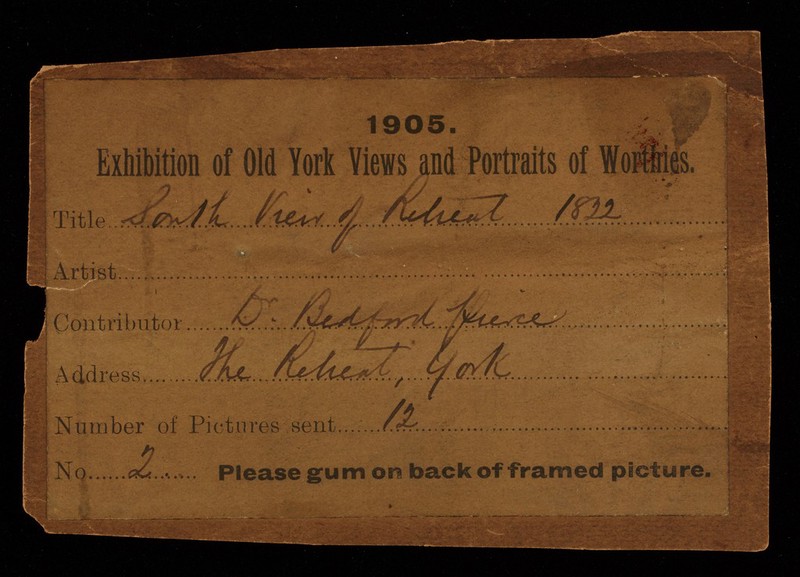 1905.
Exhibition of Old York Views and Portraits of Worthies.
Title South View of Retreat 1822
Artist
Contributor Dr. Bedford Pierce
Address The Retreat, York
Number of Pictures sent 12
No. 2 Please gum on back of framed picture.